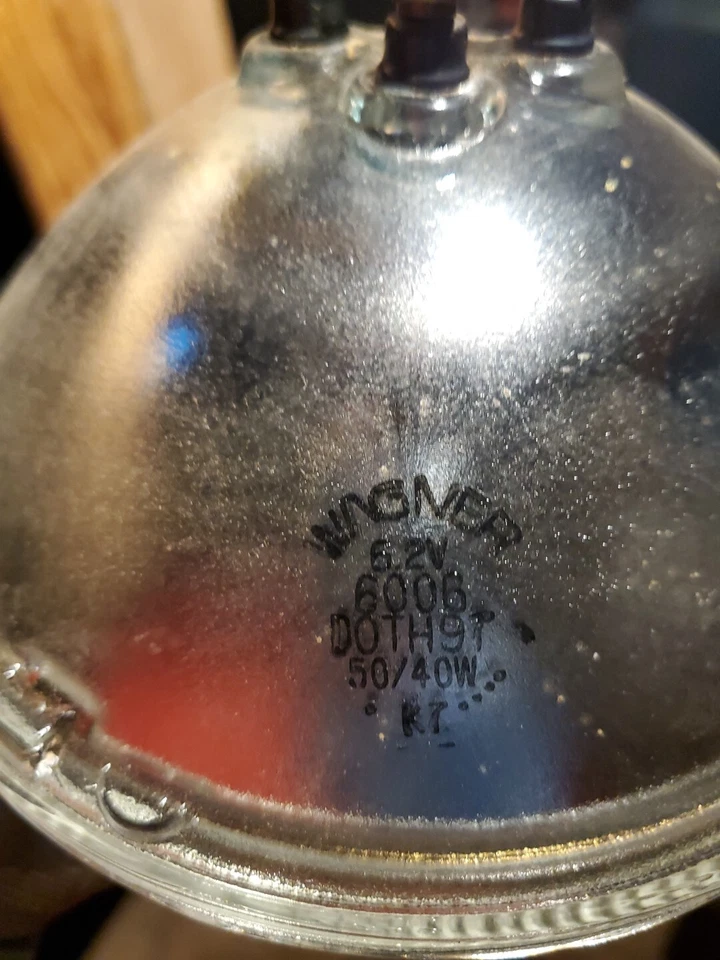 WAGNER
6.2V
6006
DOTH9T
50/40W
K7